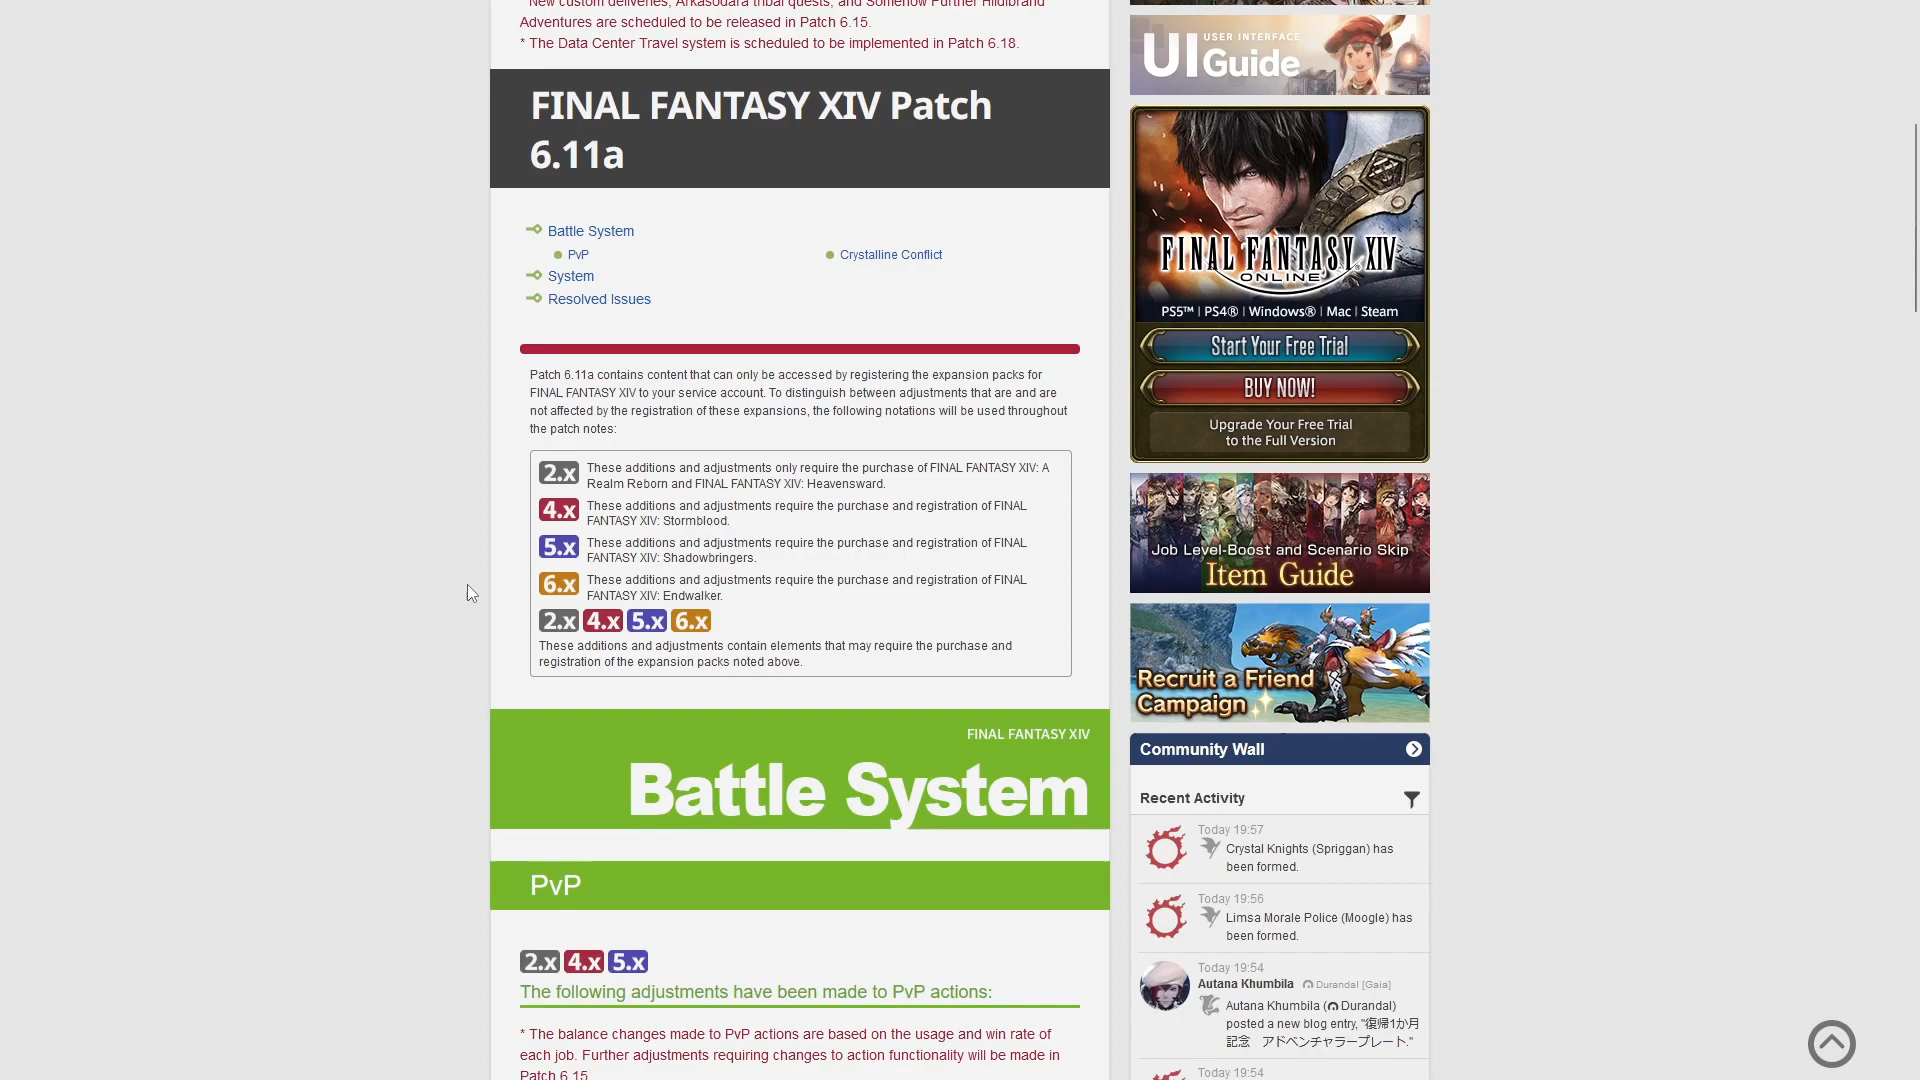 * New custom deliveries, Arkasodara tribal quests, and Somehow Further Hildibrand
Adventures are scheduled to be released in Patch 6.15.
* The Data Center Travel system is scheduled to be implemented in Patch 6.18.
FINAL FANTASY XIV Patch
6.11a
Battle System
PvP
Crystalline Conflict
System
Resolved Issues
Patch 6.11a contains content that can only be accessed by registering the expansion packs for
FINAL FANTASY XIV to your service account. To distinguish between adjustments that are and are
not affected by the registration of these expansions, the following notations will be used throughout
the patch notes:
2.x These additions and adjustments only require the purchase of FINAL FANTASY XIV: A
Realm Reborn and FINAL FANTASY XIV: Heavensward.
4.x These additions and adjustments require the purchase and registration of FINAL
FANTASY XIV: Stormblood.
5.x These additions and adjustments require the purchase and registration of FINAL
FANTASY XIV: Shadowbringers.
6.x These additions and adjustments require the purchase and registration of FINAL
FANTASY XIV: Endwalker.
2.x 4.x 5.x 6.x
These additions and adjustments contain elements that may require the purchase and
registration of the expansion packs noted above.
FINAL FANTASY XIV
Battle System
PvP
2.x 4.x 5.x
The following adjustments have been made to PvP actions:
* The balance changes made to PvP actions are based on the usage and win rate of
each job. Further adjustments requiring changes to action functionality will be made in
Patch 6.15.
UI USER INTERFACE
Guide
FINAL FANTASY XIV
ONLINE
PS5™ | PS4® | Windows® | Mac | Steam
Start Your Free Trial
BUY NOW!
Upgrade Your Free Trial
to the Full Version
Job Level-Boost and Scenario Skip
Item Guide
Recruit a Friend
Campaign
Community Wall
Recent Activity
Today 19:57
Crystal Knights (Spriggan) has
been formed.
Today 19:56
Limsa Morale Police (Moogle) has
been formed.
Today 19:54
Autana Khumbila Durandal [Gaia]
Autana Khumbila (Durandal)
posted a new blog entry, "復帰1か月
記念　アドベンチャラープレート."
Today 19:54